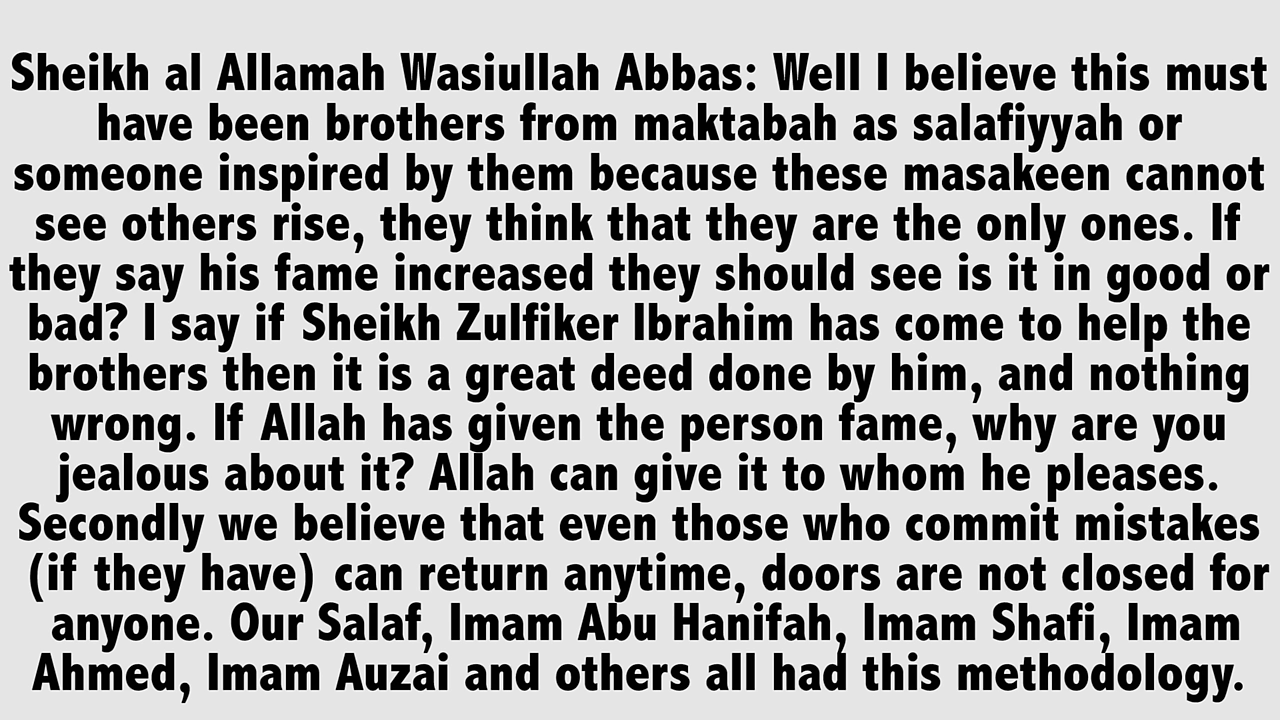 Sheikh al Allamah Wasiullah Abbas: Well I believe this must
have been brothers from maktabah as salafiyyah or
someone inspired by them because these masakeen cannot
see others rise, they think that they are the only ones. If
they say his fame increased they should see is it in good or
bad? I say if Sheikh Zulfiker Ibrahim has come to help the
brothers then it is a great deed done by him, and nothing
wrong. If Allah has given the person fame, why are you
jealous about it? Allah can give it to whom he pleases.
Secondly we believe that even those who commit mistakes
(if they have) can return anytime, doors are not closed for
anyone. Our Salaf, Imam Abu Hanifah, Imam Shafi, Imam
Ahmed, Imam Auzai and others all had this methodology.